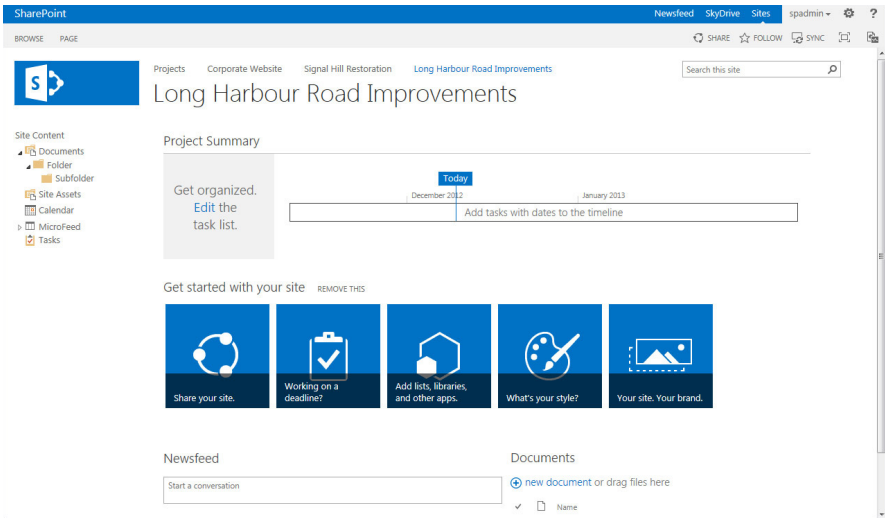 SharePoint
Newsfeed SkyDrive Sites spadmin ?
BROWSE PAGE
SHARE FOLLOW SYNC
S
Projects Corporate Website Signal Hill Restoration Long Harbour Road Improvements
Search this site
Long Harbour Road Improvements
Site Content
Documents
Folder
Subfolder
Site Assets
Calendar
MicroFeed
Tasks
Project Summary
Get organized.
Edit the
task list.
Today
December 2012 January 2013
Add tasks with dates to the timeline
Get started with your site REMOVE THIS
Share your site.
Working on a
deadline?
Add lists, libraries,
and other apps.
What's your style?
Your site. Your brand.
Newsfeed
Start a conversation
Documents
new document or drag files here
Name